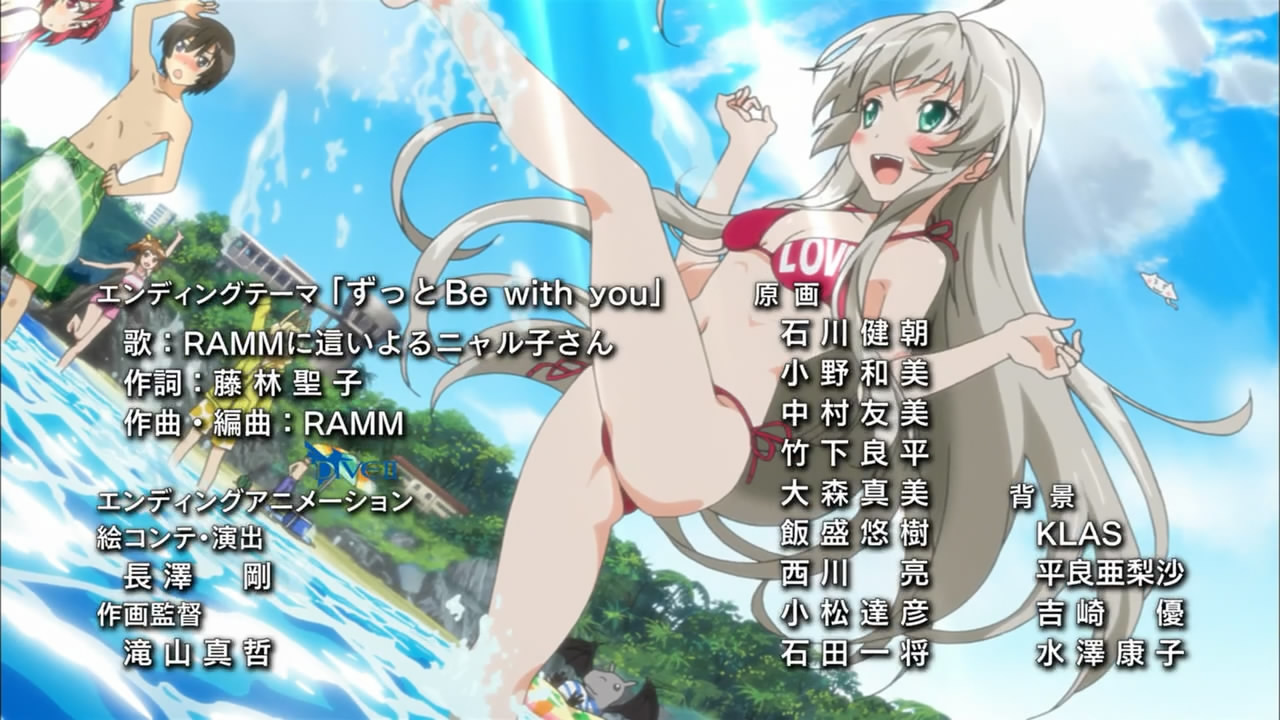 LOVE
エンディングテーマ「ずっとBe with you」
歌：RAMMに這いよるニャル子さん
作詞：藤林聖子
作曲・編曲：RAMM
DIVE II
エンディングアニメーション
絵コンテ・演出
長澤 剛
作画監督
滝山真哲
原画
石川健朝
小野和美
中村友美
竹下良平
大森真美
飯盛悠樹
西川 亮
小松達彦
石田一将
背景
KLAS
平良亜梨沙
吉崎 優
水澤康子